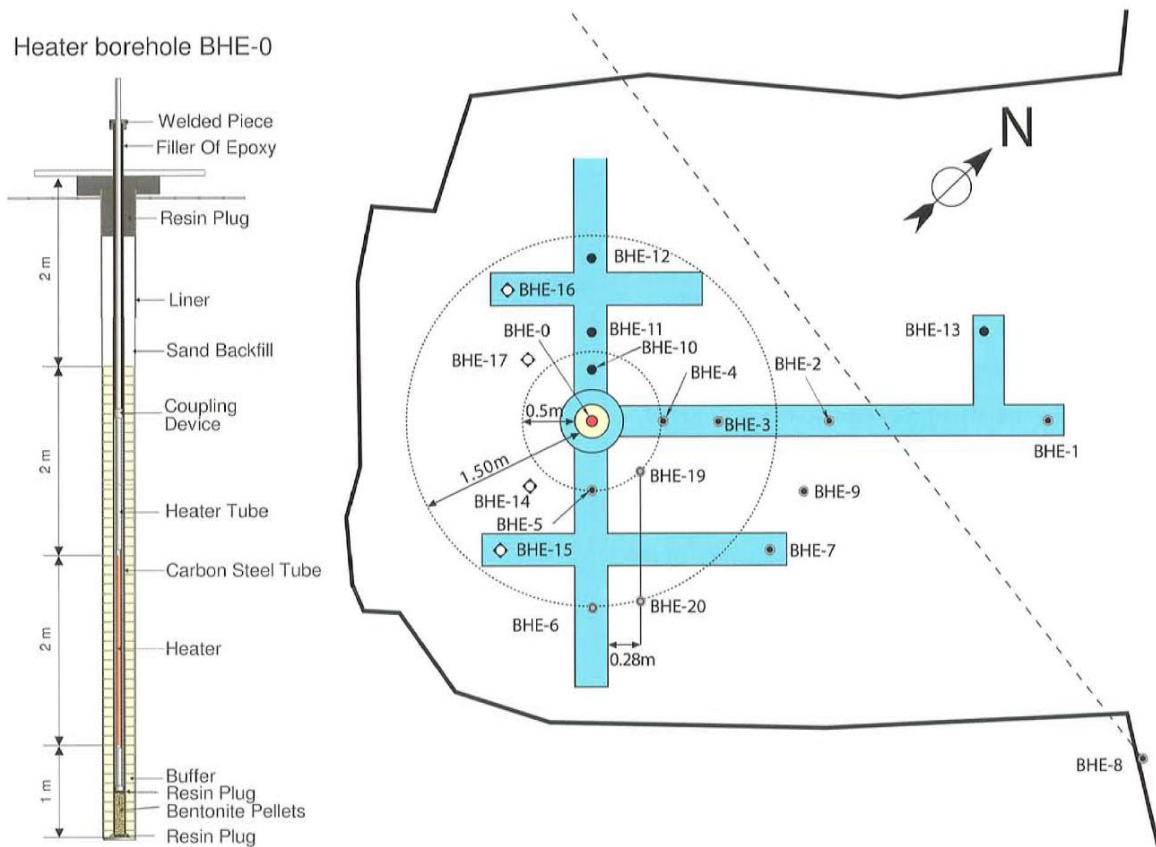 Heater borehole BHE-0
Welded Piece
Filler Of Epoxy
Resin Plug
2 m
Liner
Sand Backfill
Coupling
Device
2 m
Heater Tube
Carbon Steel Tube
2 m
Heater
Buffer
1 m
Resin Plug
Bentonite Pellets
Resin Plug
N
BHE-12
BHE-16
BHE-0
BHE-11
BHE-13
BHE-17
BHE-10
BHE-4
BHE-2
0.5m
BHE-3
BHE-1
1.50m
BHE-19
BHE-14
BHE-9
BHE-5
BHE-15
BHE-7
BHE-20
BHE-6
0.28m
BHE-8